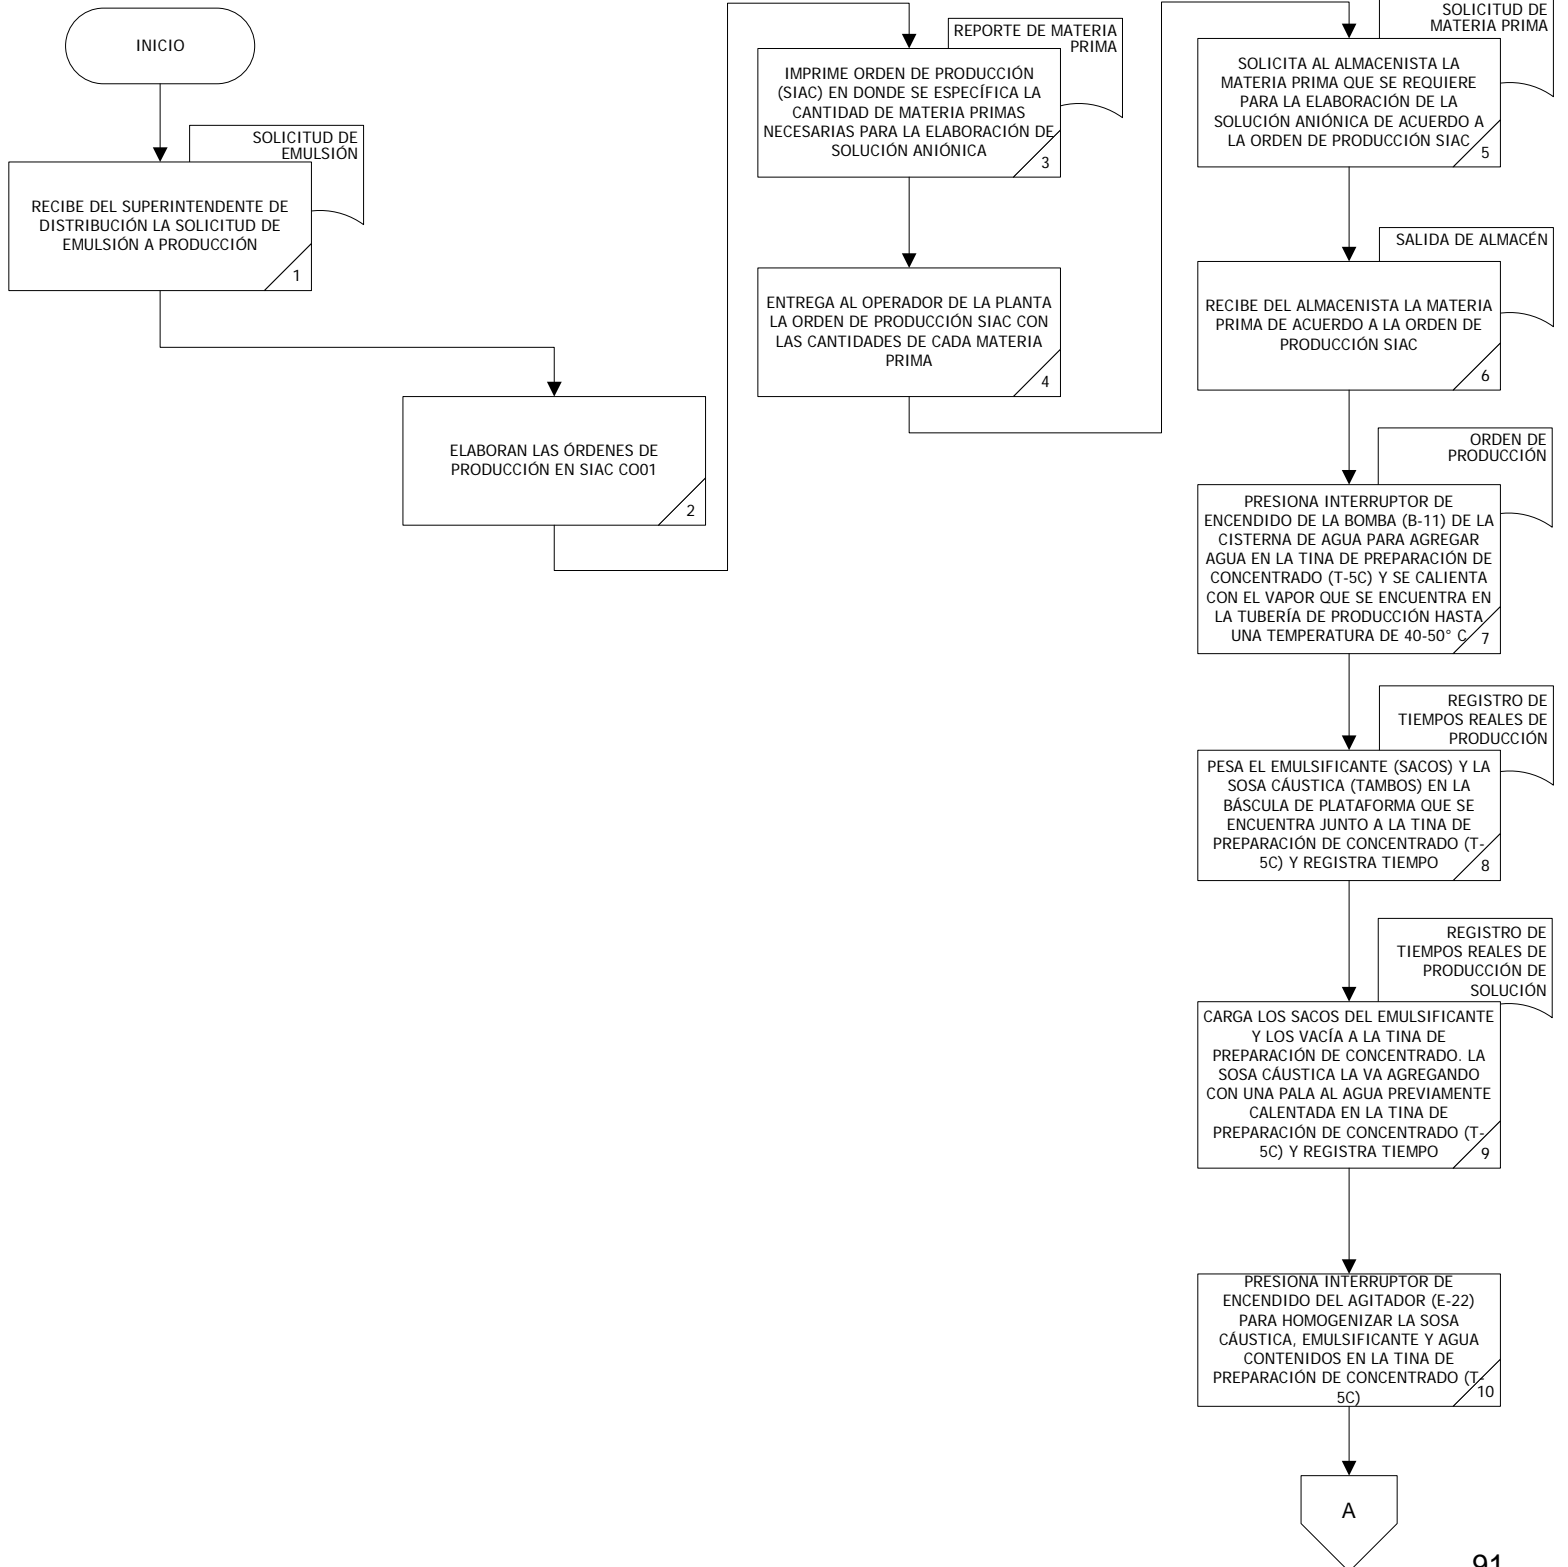 INICIO
SOLICITUD DE
EMULSIÓN
RECIBE DEL SUPERINTENDENTE DE
DISTRIBUCIÓN LA SOLICITUD DE
EMULSIÓN A PRODUCCIÓN
1
ELABORAN LAS ÓRDENES DE
PRODUCCIÓN EN SIAC CO01
2
REPORTE DE MATERIA
PRIMA
IMPRIME ORDEN DE PRODUCCIÓN
(SIAC) EN DONDE SE ESPECÍFICA LA
CANTIDAD DE MATERIA PRIMAS
NECESARIAS PARA LA ELABORACIÓN DE
SOLUCIÓN ANIÓNICA
3
ENTREGA AL OPERADOR DE LA PLANTA
LA ORDEN DE PRODUCCIÓN SIAC CON
LAS CANTIDADES DE CADA MATERIA
PRIMA
4
SOLICITUD DE
MATERIA PRIMA
SOLICITA AL ALMACENISTA LA
MATERIA PRIMA QUE SE REQUIERE
PARA LA ELABORACIÓN DE LA
SOLUCIÓN ANIÓNICA DE ACUERDO A
LA ORDEN DE PRODUCCIÓN SIAC
5
SALIDA DE ALMACÉN
RECIBE DEL ALMACENISTA LA MATERIA
PRIMA DE ACUERDO A LA ORDEN DE
PRODUCCIÓN SIAC
6
ORDEN DE
PRODUCCIÓN
PRESIONA INTERRUPTOR DE
ENCENDIDO DE LA BOMBA (B-11) DE LA
CISTERNA DE AGUA PARA AGREGAR
AGUA EN LA TINA DE PREPARACIÓN DE
CONCENTRADO (T-5C) Y SE CALIENTA
CON EL VAPOR QUE SE ENCUENTRA EN
LA TUBERÍA DE PRODUCCIÓN HASTA
UNA TEMPERATURA DE 40-50° C
7
REGISTRO DE
TIEMPOS REALES DE
PRODUCCIÓN
PESA EL EMULSIFICANTE (SACOS) Y LA
SOSA CÁUSTICA (TAMBOS) EN LA
BÁSCULA DE PLATAFORMA QUE SE
ENCUENTRA JUNTO A LA TINA DE
PREPARACIÓN DE CONCENTRADO (T-
5C) Y REGISTRA TIEMPO
8
REGISTRO DE
TIEMPOS REALES DE
PRODUCCIÓN DE
SOLUCIÓN
CARGA LOS SACOS DEL EMULSIFICANTE
Y LOS VACÍA A LA TINA DE
PREPARACIÓN DE CONCENTRADO. LA
SOSA CÁUSTICA LA VA AGREGANDO
CON UNA PALA AL AGUA PREVIAMENTE
CALENTADA EN LA TINA DE
PREPARACIÓN DE CONCENTRADO (T-
5C) Y REGISTRA TIEMPO
9
PRESIONA INTERRUPTOR DE
ENCENDIDO DEL AGITADOR (E-22)
PARA HOMOGENIZAR LA SOSA
CÁUSTICA, EMULSIFICANTE Y AGUA
CONTENIDOS EN LA TINA DE
PREPARACIÓN DE CONCENTRADO (T-
5C)
10
A
91